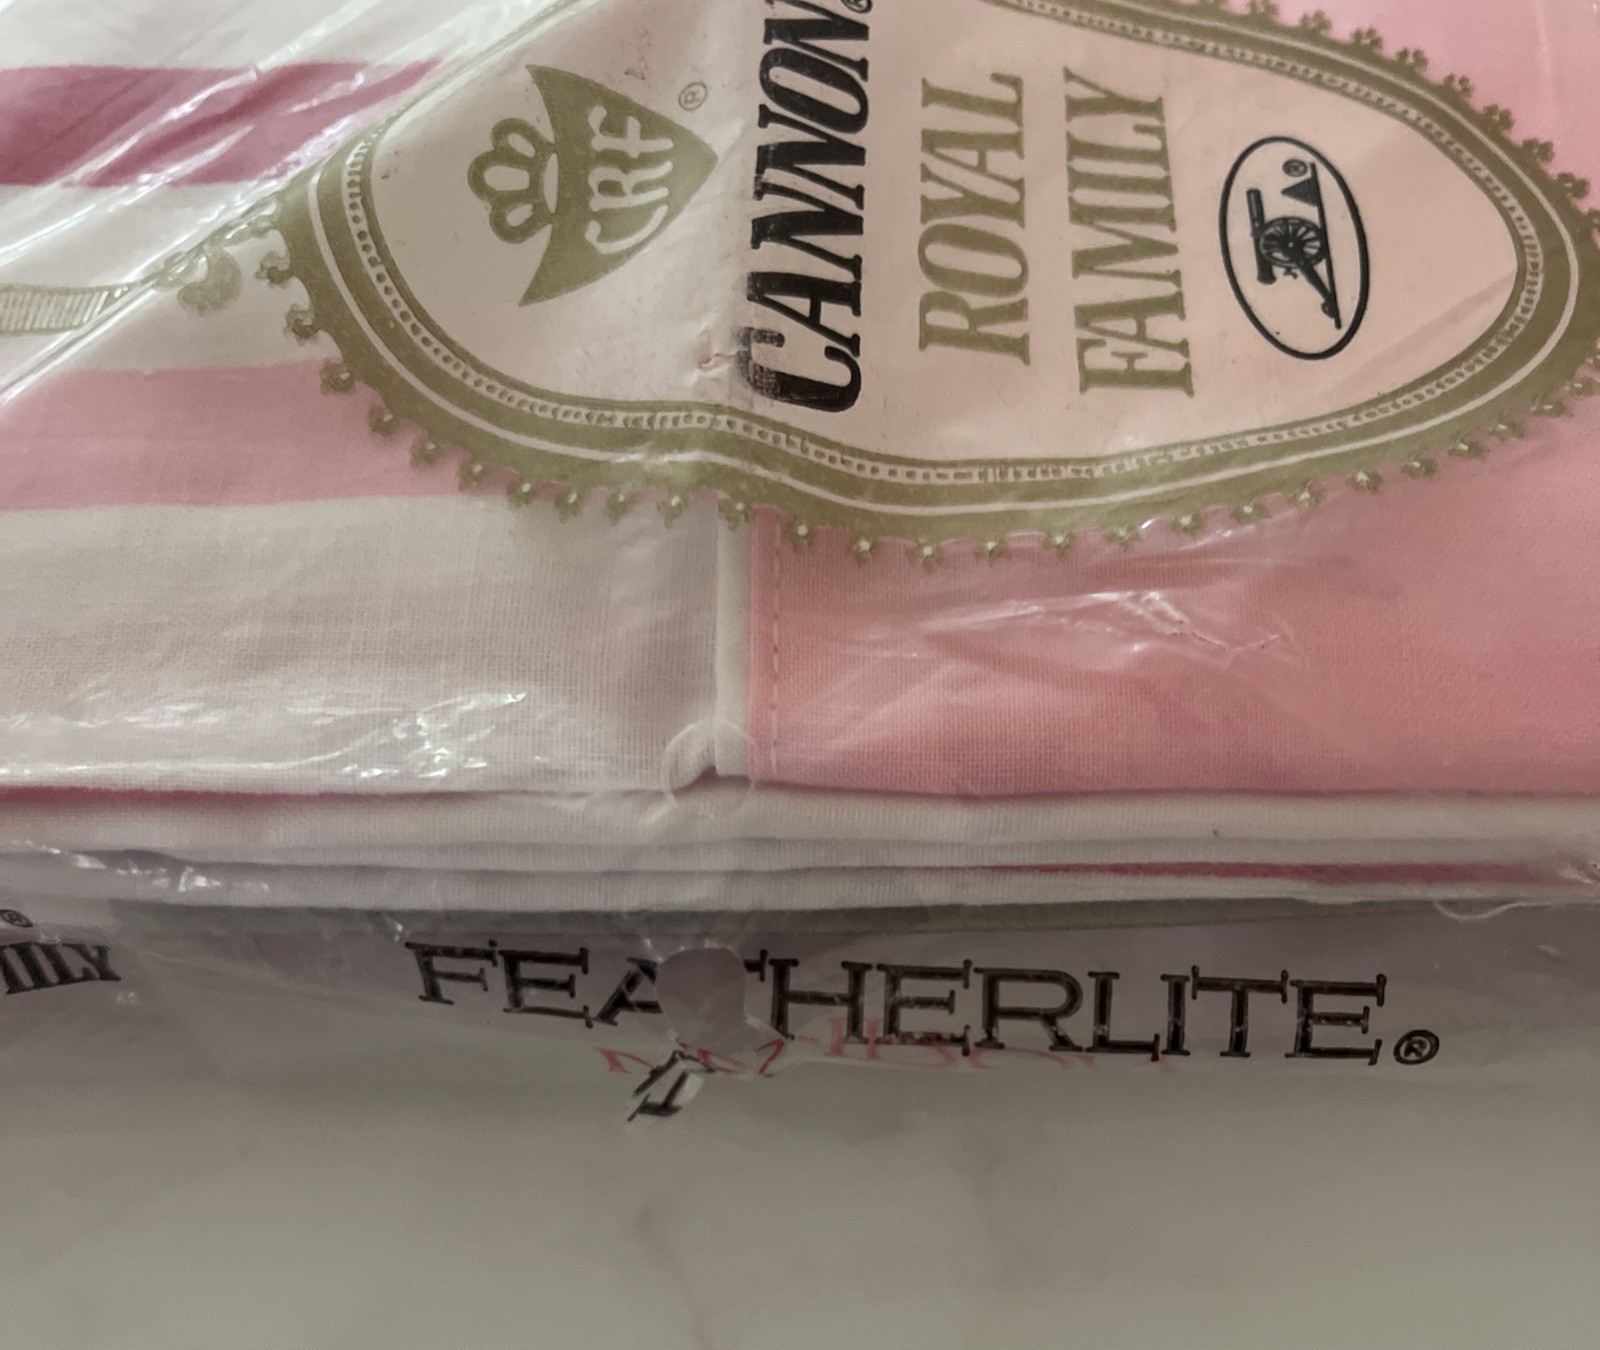 CRF®
CANNON®
ROYAL
FAMILY
®
®
FEATHERLITE®